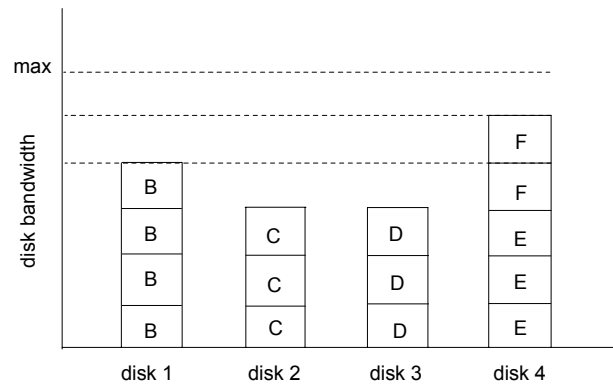 max
disk bandwidth
F
B F
B C D E
B C D E
B C D E
disk 1 disk 2 disk 3 disk 4